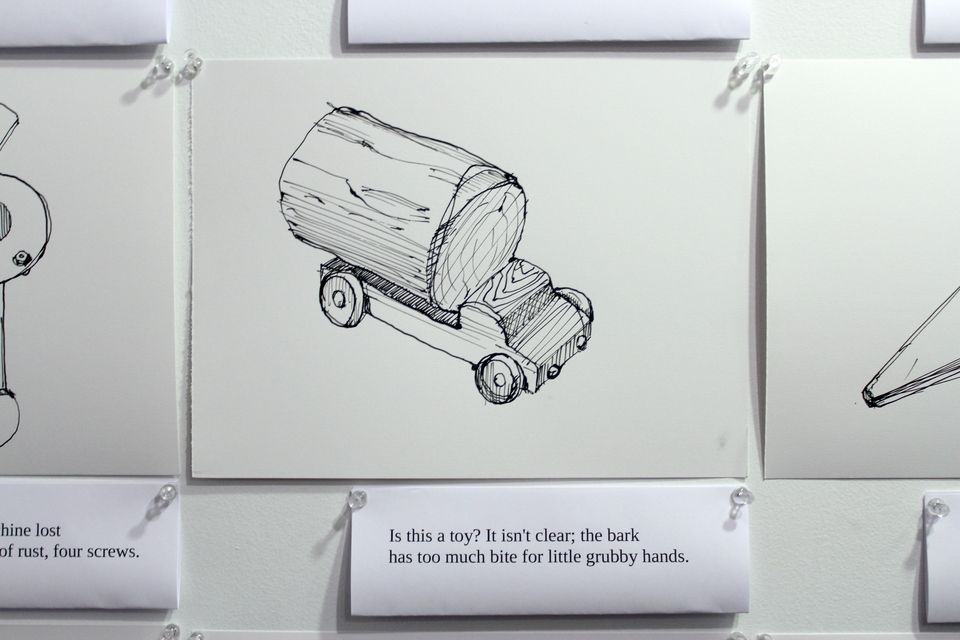 hine lost
of rust, four screws.
Is this a toy? It isn't clear; the bark
has too much bite for little grubby hands.